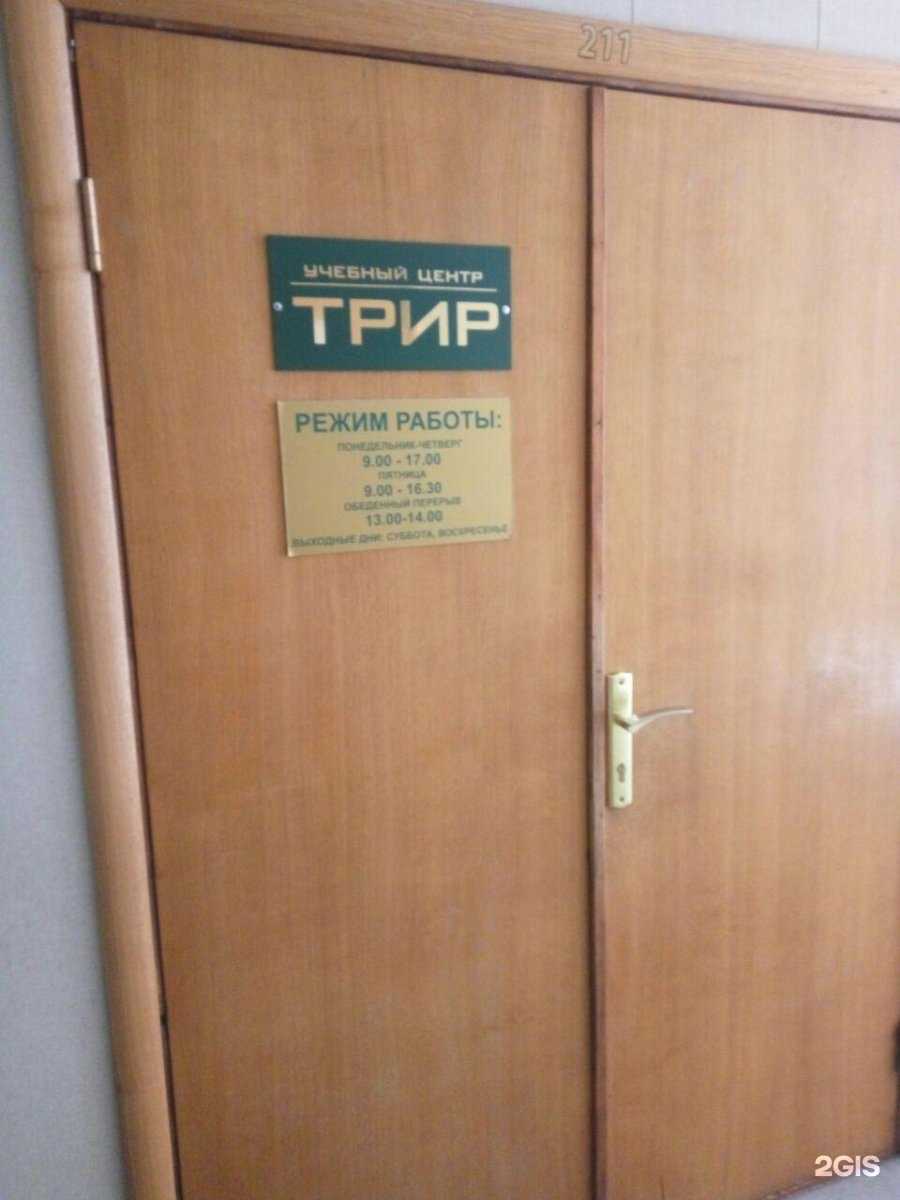 211
УЧЕБНЫЙ ЦЕНТР
ТРИР
РЕЖИМ РАБОТЫ:
ПОНЕДЕЛЬНИК-ЧЕТВЕРГ
9.00 - 17.00
ПЯТНИЦА
9.00 - 16.30
ОБЕДЕННЫЙ ПЕРЕРЫВ
13.00-14.00
ВЫХОДНЫЕ ДНИ: СУББОТА, ВОСКРЕСЕНЬЕ
2GIS